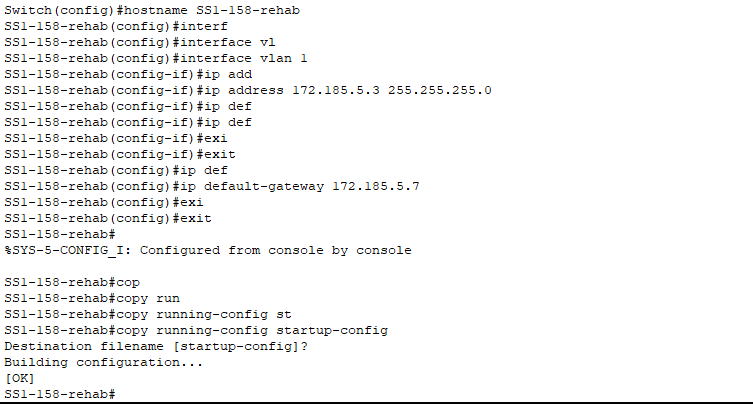 Switch(config)#hostname SS1-158-rehab
SS1-158-rehab(config)#interf
SS1-158-rehab(config)#interface vl
SS1-158-rehab(config)#interface vlan 1
SS1-158-rehab(config-if)#ip add
SS1-158-rehab(config-if)#ip address 172.185.5.3 255.255.255.0
SS1-158-rehab(config-if)#ip def
SS1-158-rehab(config-if)#ip def
SS1-158-rehab(config-if)#exi
SS1-158-rehab(config-if)#exit
SS1-158-rehab(config)#ip def
SS1-158-rehab(config)#ip default-gateway 172.185.5.7
SS1-158-rehab(config)#exi
SS1-158-rehab(config)#exit
SS1-158-rehab#
%SYS-5-CONFIG_I: Configured from console by console
SS1-158-rehab#cop
SS1-158-rehab#copy run
SS1-158-rehab#copy running-config st
SS1-158-rehab#copy running-config startup-config
Destination filename [startup-config]?
Building configuration...
[OK]
SS1-158-rehab#